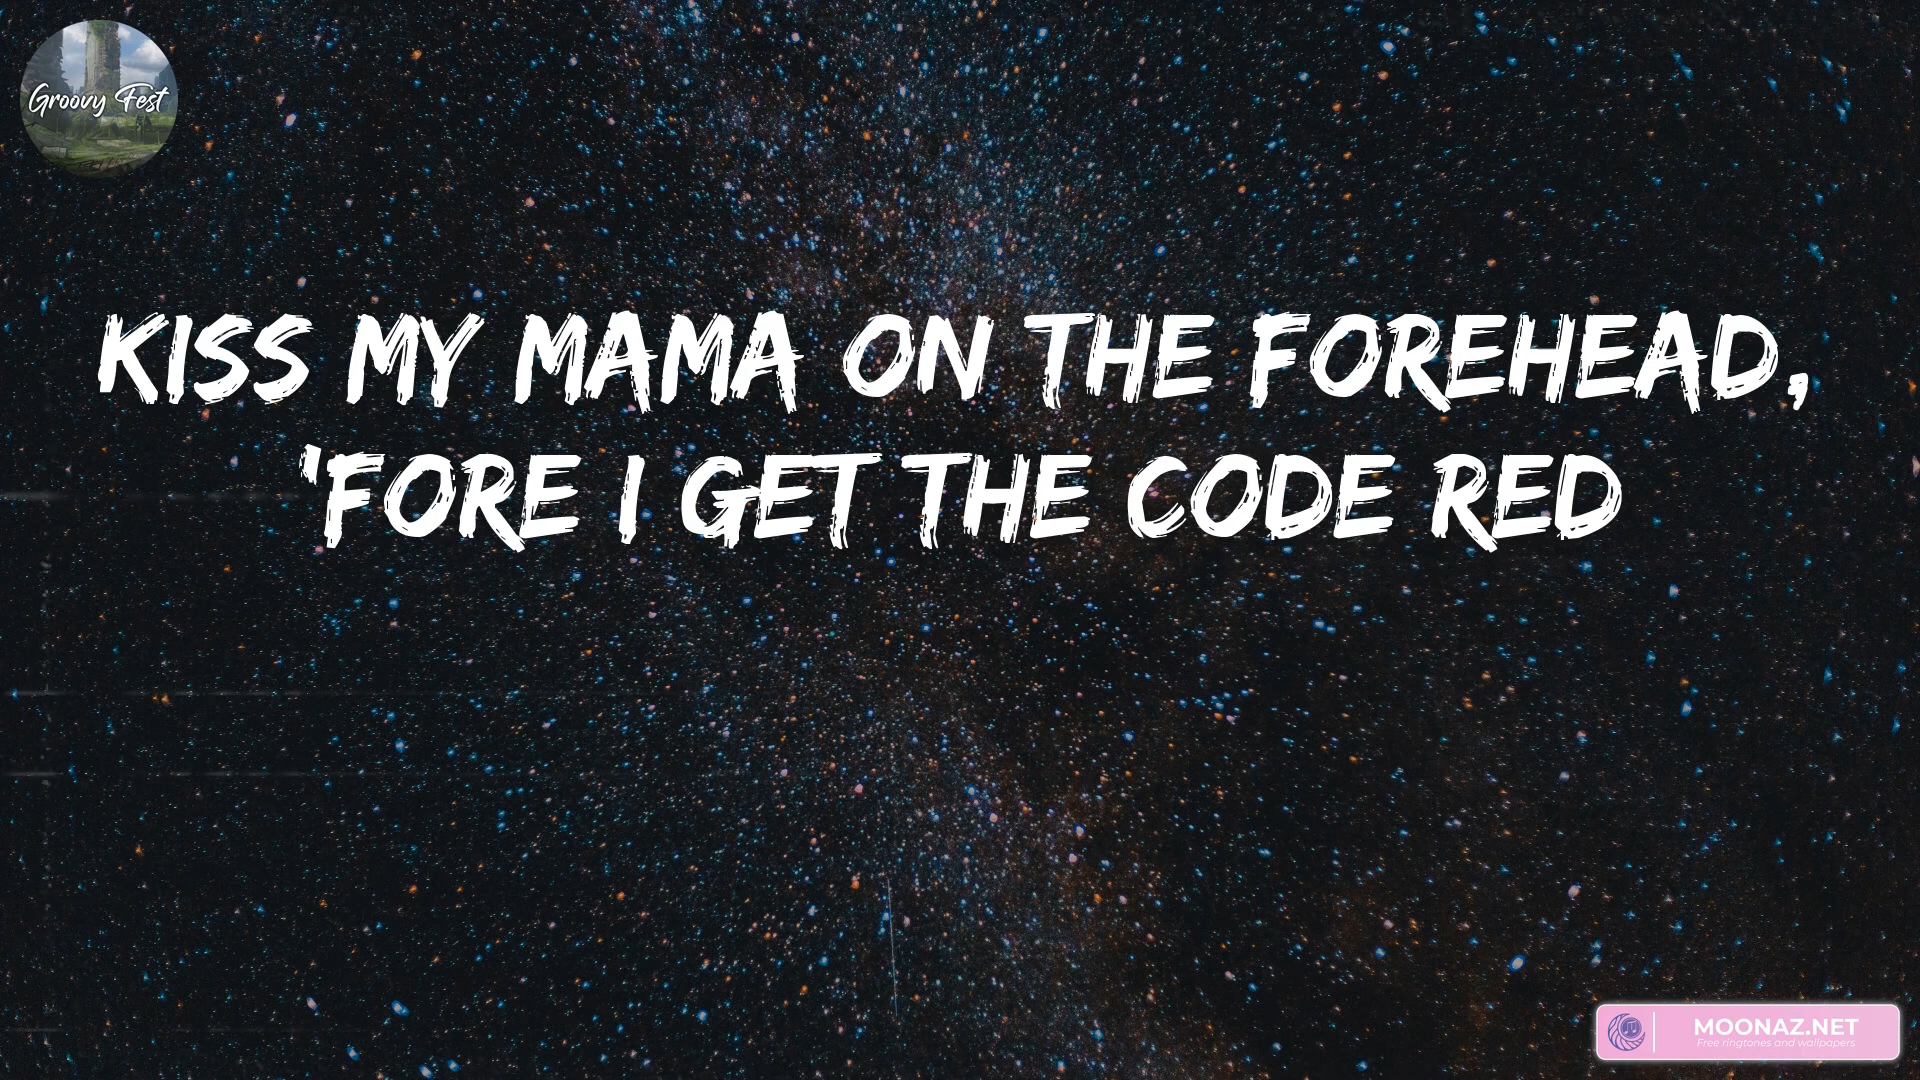 Groovy Fest
KISS MY MAMA ON THE FOREHEAD,
'FORE I GET THE CODE RED
MOONAZ.NET
Free ringtones and wallpapers